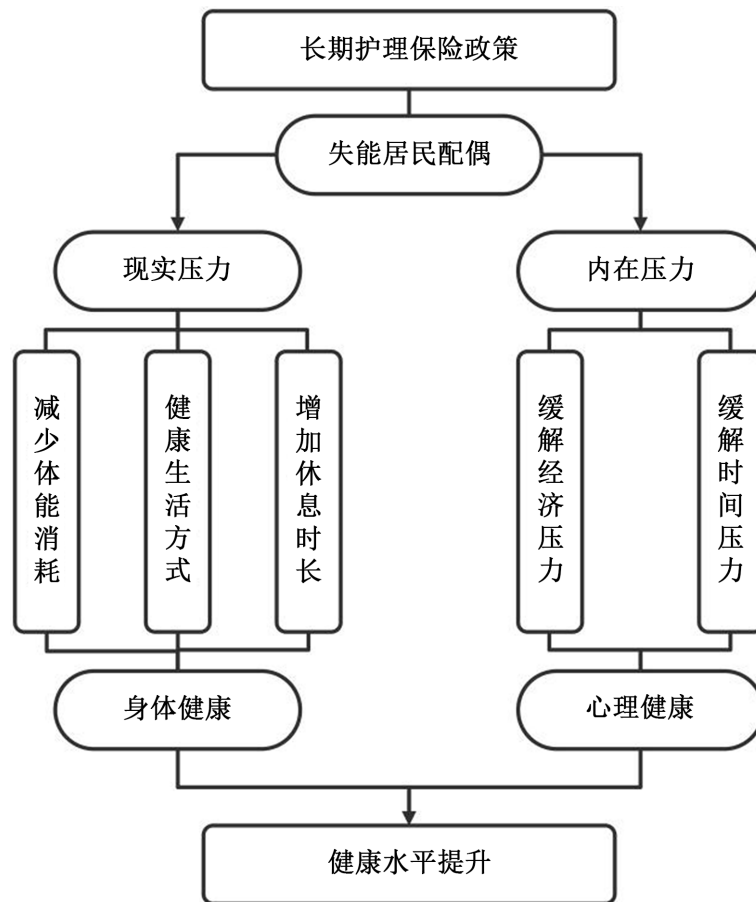 长期护理保险政策
失能居民配偶
现实压力
内在压力
减少体能消耗
健康生活方式
增加休息时长
缓解经济压力
缓解时间压力
身体健康
心理健康
健康水平提升